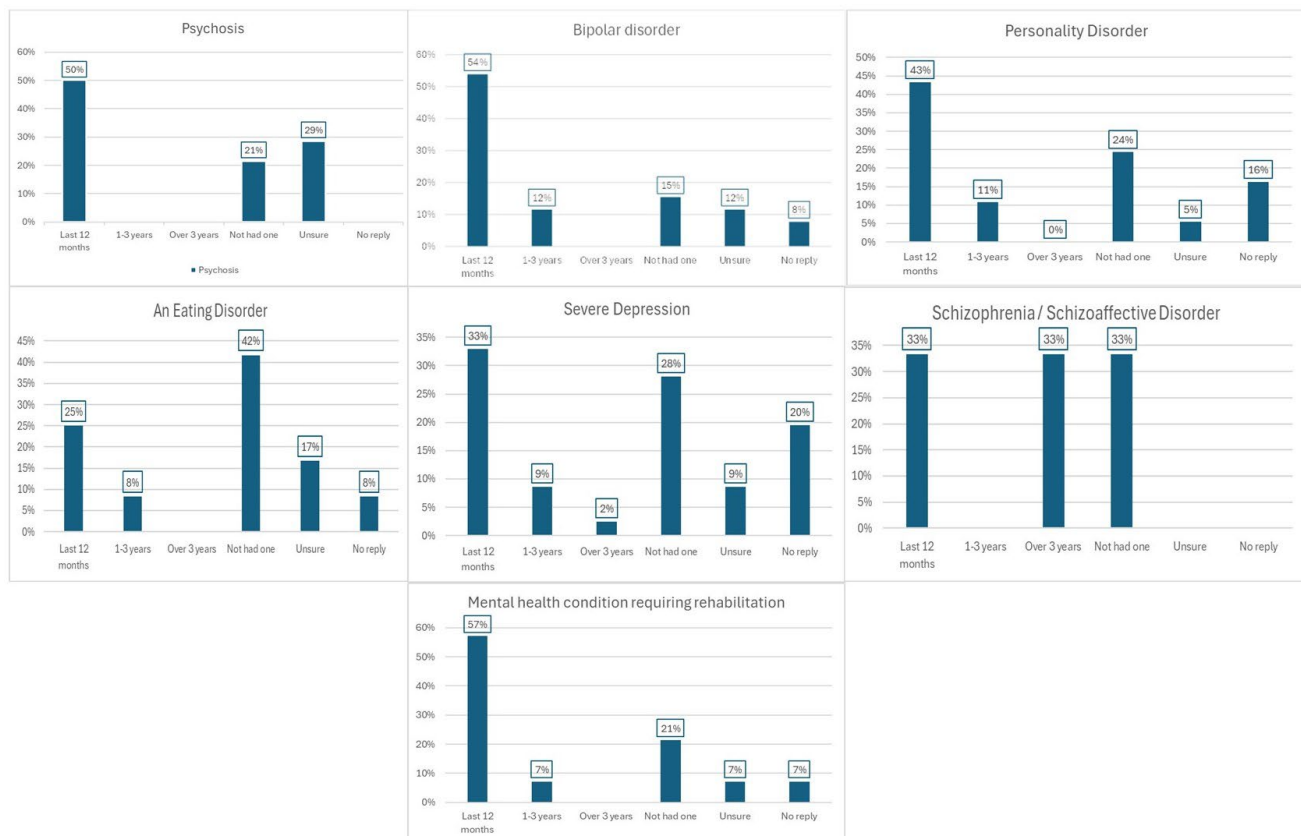 Psychosis
60%
50%
40%
30%
20%
10%
0%
50%
21%
29%
Last 12 months
1-3 years
Over 3 years
Not had one
Unsure
No reply
Psychosis
Bipolar disorder
60%
50%
40%
30%
20%
10%
0%
54%
12%
15%
12%
8%
Last 12 months
1-3 years
Over 3 years
Not had one
Unsure
No reply
Personality Disorder
50%
45%
40%
35%
30%
25%
20%
15%
10%
5%
0%
43%
11%
0%
24%
5%
16%
Last 12 months
1-3 years
Over 3 years
Not had one
Unsure
No reply
An Eating Disorder
45%
40%
35%
30%
25%
20%
15%
10%
5%
0%
25%
8%
42%
17%
8%
Last 12 months
1-3 years
Over 3 years
Not had one
Unsure
No reply
Severe Depression
35%
30%
25%
20%
15%
10%
5%
0%
33%
9%
2%
28%
9%
20%
Last 12 months
1-3 years
Over 3 years
Not had one
Unsure
No reply
Schizophrenia / Schizoaffective Disorder
35%
30%
25%
20%
15%
10%
5%
0%
33%
33%
33%
Last 12 months
1-3 years
Over 3 years
Not had one
Unsure
No reply
Mental health condition requiring rehabilitation
60%
50%
40%
30%
20%
10%
0%
57%
7%
21%
7%
7%
Last 12 months
1-3 years
Over 3 years
Not had one
Unsure
No reply